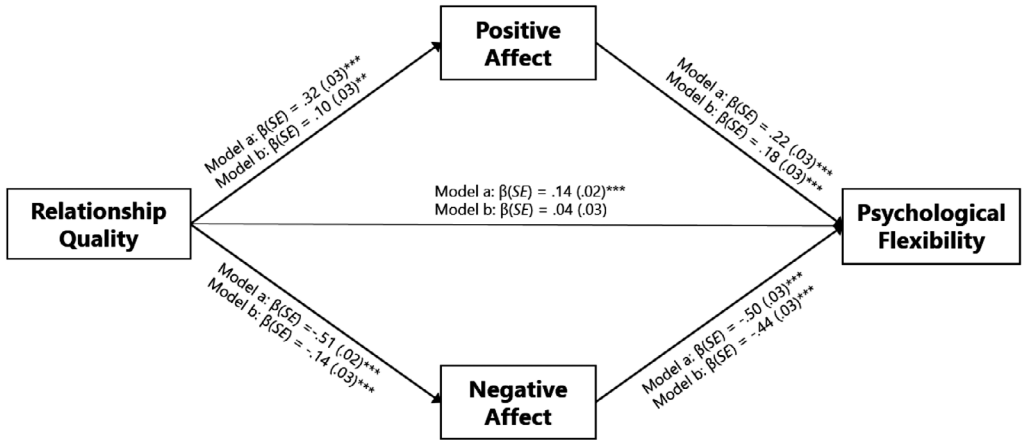 Positive
Affect
Model a: β(SE) = .32 (.03)***
Model b: β(SE) = .10 (.03)**
Model a: β(SE) = .22 (.03)***
Model b: β(SE) = .18 (.03)***
Relationship
Quality
Model a: β(SE) = .14 (.02)***
Model b: β(SE) = .04 (.03)
Psychological
Flexibility
Model a: β(SE) =-.51 (.02)***
Model b: β(SE) = -.14 (.03)***
Model a: β(SE) = -.50 (.03)***
Model b: β(SE) = -.44 (.03)***
Negative
Affect